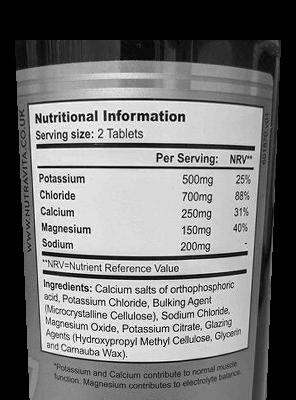 Nutritional Information
Serving size: 2 Tablets
Per Serving: NRV**
Potassium 500mg 25%
Chloride 700mg 88%
Calcium 250mg 31%
Magnesium 150mg 40%
Sodium 200mg -
**NRV=Nutrient Reference Value
Ingredients: Calcium salts of orthophosphoric
acid, Potassium Chloride, Bulking Agent
(Microcrystalline Cellulose), Sodium Chloride,
Magnesium Oxide, Potassium Citrate, Glazing
Agents (Hydroxypropyl Methyl Cellulose, Glycerin
and Carnauba Wax).
*Potassium and Calcium contribute to normal muscle
function. Magnesium contributes to electrolyte balance.
WWW.NUTRAVITA.CO.UK